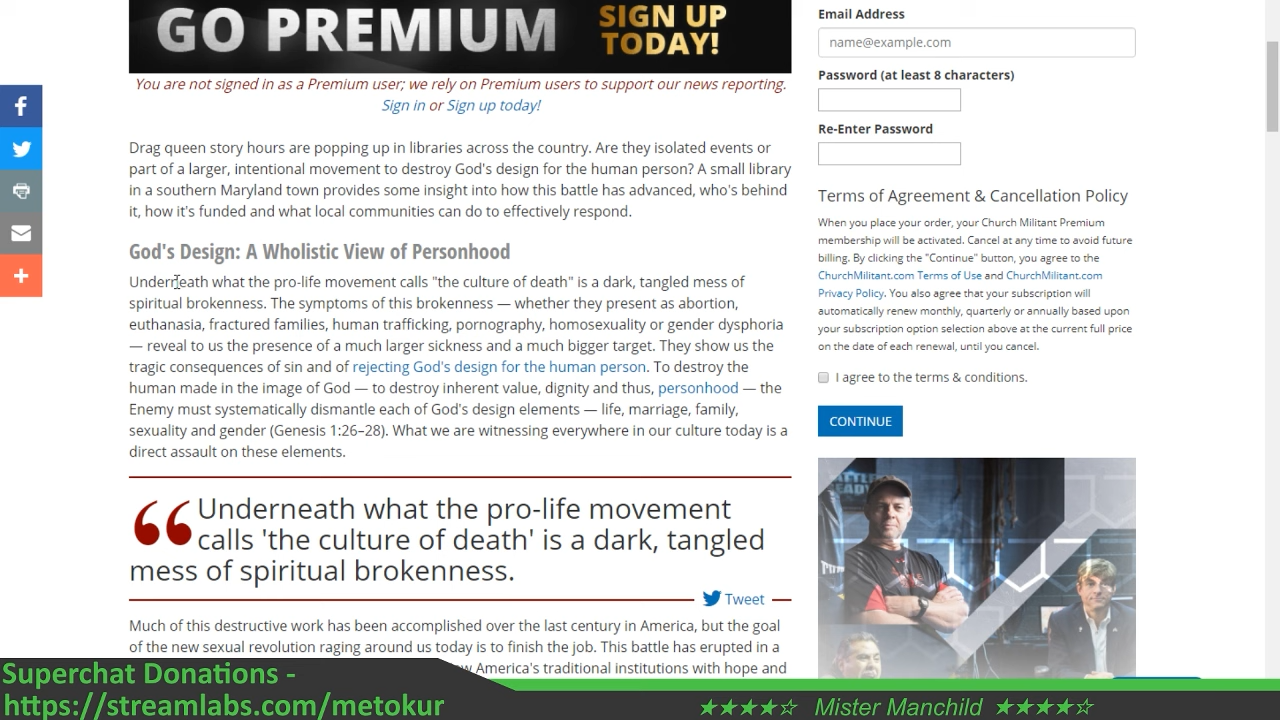 GO PREMIUM
SIGN UP
TODAY!
You are not signed in as a Premium user; we rely on Premium users to support our news reporting.
Sign in or Sign up today!
Drag queen story hours are popping up in libraries across the country. Are they isolated events or
part of a larger, intentional movement to destroy God's design for the human person? A small library
in a southern Maryland town provides some insight into how this battle has advanced, who's behind
it, how it's funded and what local communities can do to effectively respond.
God's Design: A Wholistic View of Personhood
Underneath what the pro-life movement calls "the culture of death" is a dark, tangled mess of
spiritual brokenness. The symptoms of this brokenness — whether they present as abortion,
euthanasia, fractured families, human trafficking, pornography, homosexuality or gender dysphoria
— reveal to us the presence of a much larger sickness and a much bigger target. They show us the
tragic consequences of sin and of rejecting God's design for the human person. To destroy the
human made in the image of God — to destroy inherent value, dignity and thus, personhood — the
Enemy must systematically dismantle each of God's design elements — life, marriage, family,
sexuality and gender (Genesis 1:26–28). What we are witnessing everywhere in our culture today is a
direct assault on these elements.
Underneath what the pro-life movement
calls 'the culture of death' is a dark, tangled
mess of spiritual brokenness.
Tweet
Much of this destructive work has been accomplished over the last century in America, but the goal
of the new sexual revolution raging around us today is to finish the job. This battle has erupted in a
America's traditional institutions with hope and
Email Address
name@example.com
Password (at least 8 characters)
Re-Enter Password
Terms of Agreement & Cancellation Policy
When you place your order, your Church Militant Premium
membership will be activated. Cancel at any time to avoid future
billing. By clicking the "Continue" button, you agree to the
ChurchMilitant.com Terms of Use and ChurchMilitant.com
Privacy Policy. You also agree that your subscription will
automatically renew monthly, quarterly or annually based upon
your subscription option selection above at the current full price
on the date of each renewal, until you cancel.
I agree to the terms & conditions.
CONTINUE
Superchat Donations -
https://streamlabs.com/metokur
★★★★☆ Mister Manchild ★★★★☆